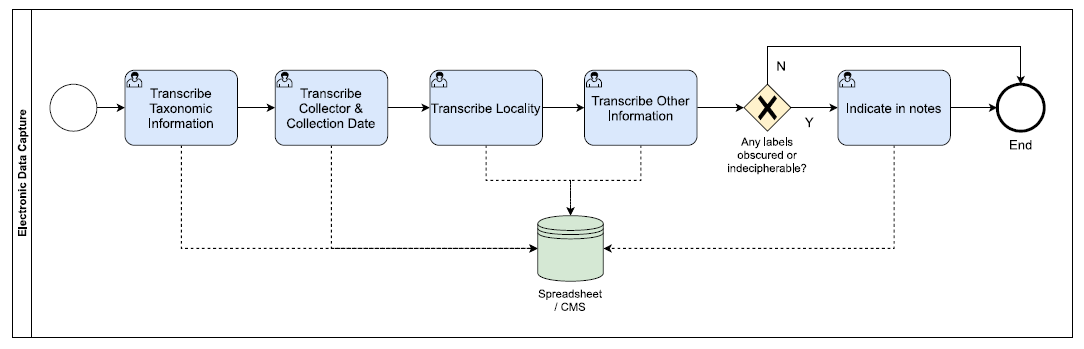 Electronic Data Capture
Transcribe
Taxonomic
Information
Transcribe
Collector &
Collection Date
Transcribe Locality
Transcribe Other
Information
N
Y
Any labels
obscured or
indecipherable?
Indicate in notes
End
Spreadsheet
/ CMS